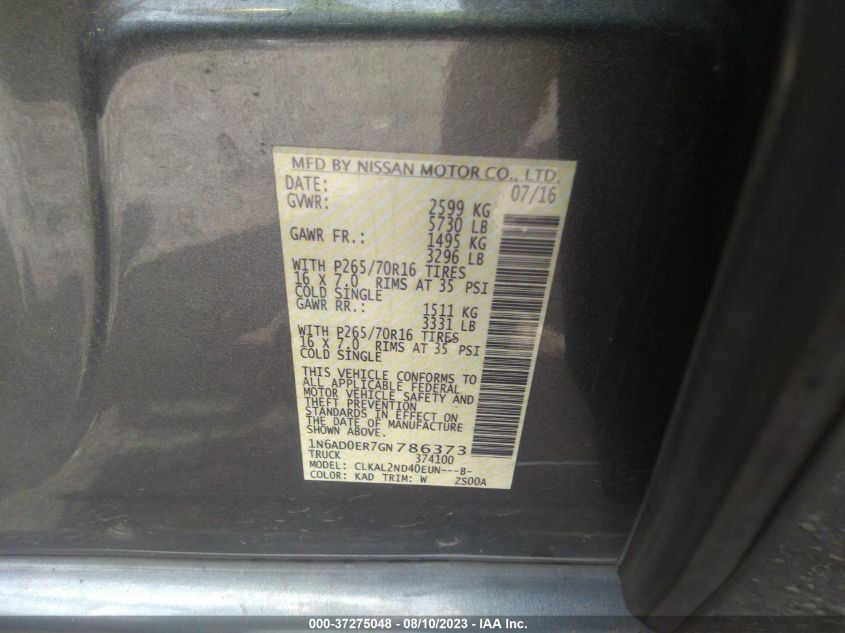 MFD BY NISSAN MOTOR CO., LTD.
DATE: 07/16
GVWR: 2599 KG
5730 LB
GAWR FR.: 1495 KG
3296 LB
WITH P265/70R16 TIRES
16 X 7.0 RIMS AT 35 PSI
COLD SINGLE
GAWR RR.: 1511 KG
3331 LB
WITH P265/70R16 TIRES
16 X 7.0 RIMS AT 35 PSI
COLD SINGLE
THIS VEHICLE CONFORMS TO
ALL APPLICABLE FEDERAL
MOTOR VEHICLE SAFETY AND
THEFT PREVENTION
STANDARDS IN EFFECT ON
THE DATE OF MANUFACTURE
SHOWN ABOVE.
1N6AD0ER7GN786373
TRUCK 374100
MODEL: CLKAL2ND40EUN---B-
COLOR: KAD TRIM: W ZS00A
000-37275048 - 08/10/2023 - IAA Inc.